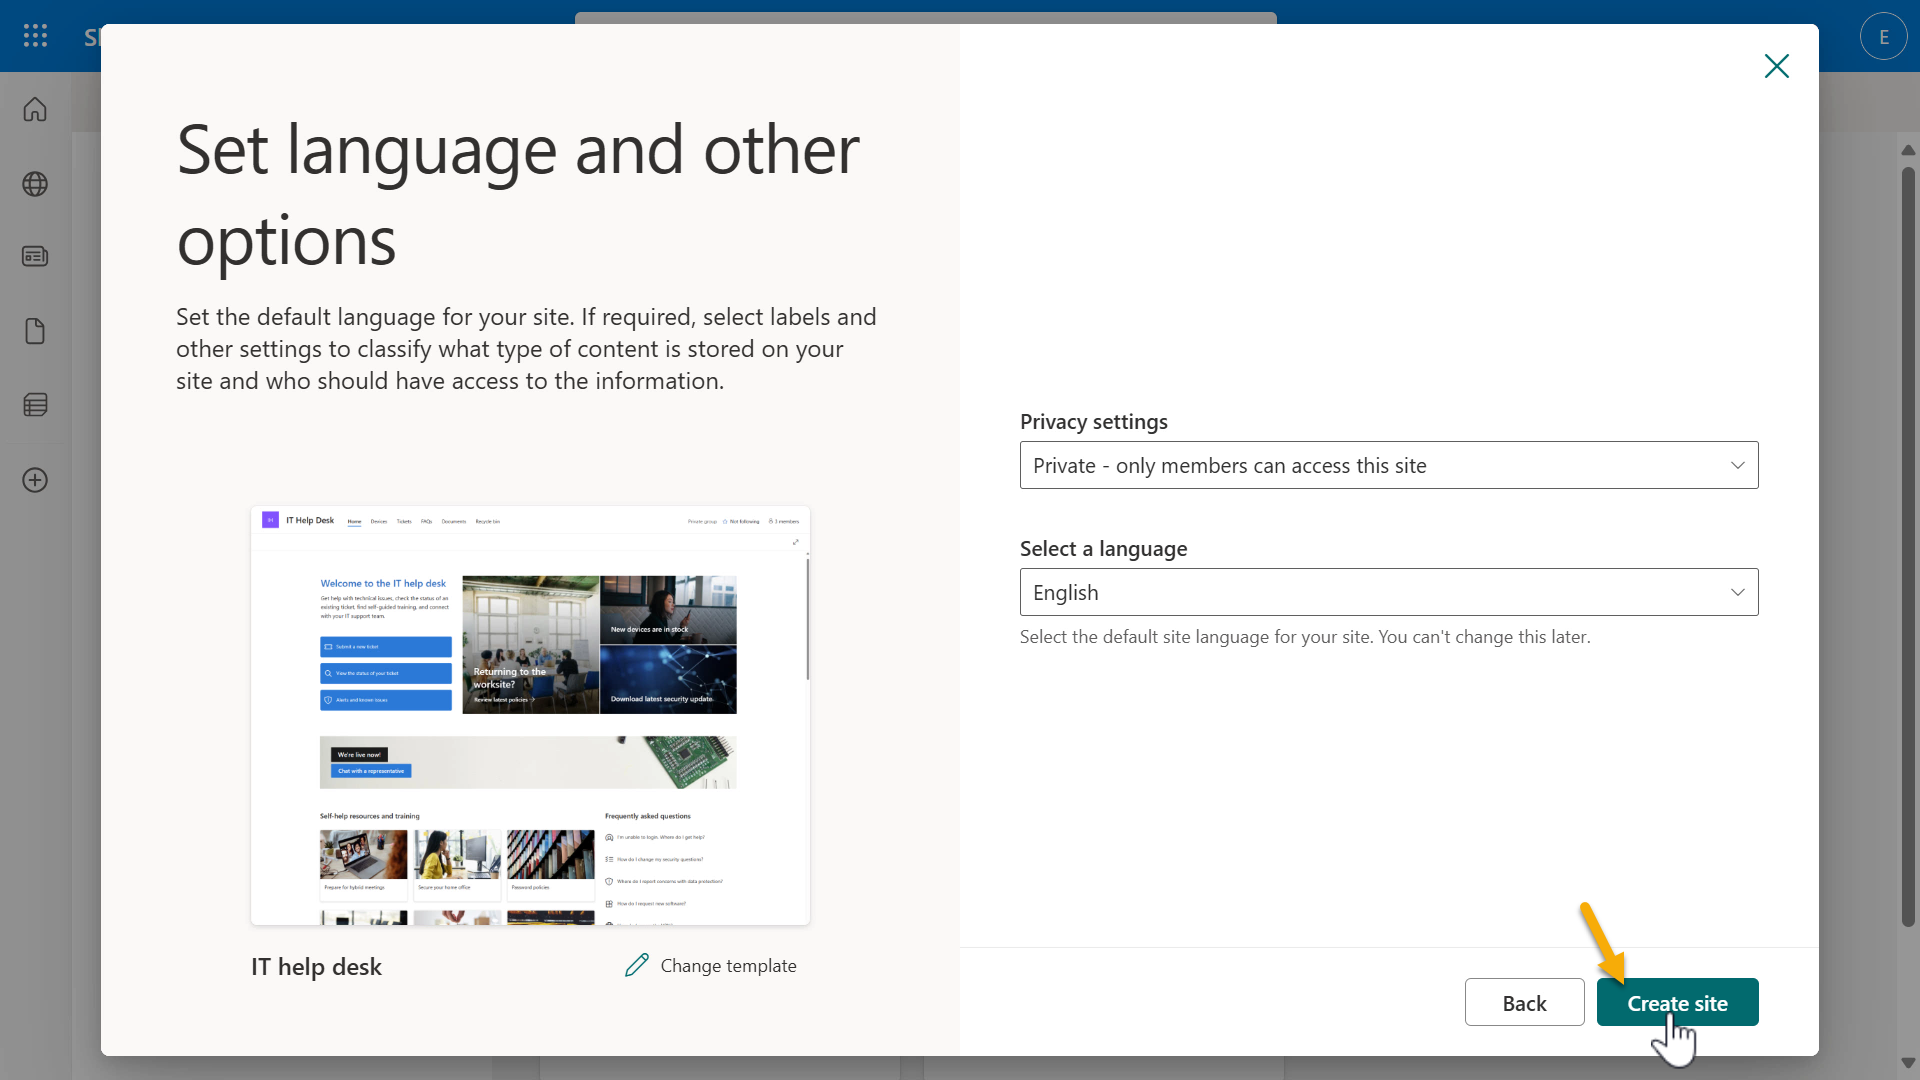 E
Set language and other
options
Set the default language for your site. If required, select labels and
other settings to classify what type of content is stored on your
site and who should have access to the information.
IT Help Desk Home Devices Tickets FAQs Documents Recycle bin Private group Not following 3 members
Welcome to the IT help desk
Get help with technical issues, check the status of an
existing ticket, find self-guided training, and connect
with your IT support team.
Submit a new ticket
View the status of your ticket
Alerts and known issues
Returning to the
worksite?
Review latest policies
New devices are in stock
Download latest security update
We're live now!
Chat with a representative
Self-help resources and training
Prepare for hybrid meetings
Secure your home office
Password policies
Frequently asked questions
I'm unable to login. Where do I get help?
How do I change my security questions?
Where do I report concerns with data protection?
How do I request new software?
IT help desk
Change template
Privacy settings
Private - only members can access this site
Select a language
English
Select the default site language for your site. You can't change this later.
Back
Create site